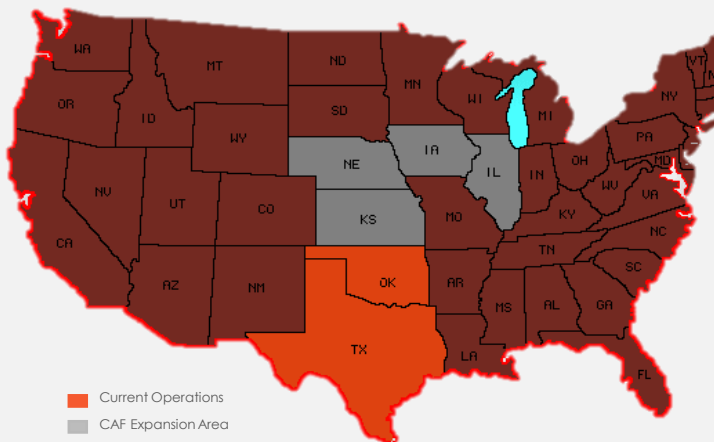 WA
MT
ND
MN
VT
OR
ID
SD
WI
MI
NY
WY
NE
IA
IL
IN
OH
PA
MD
NV
UT
CO
KS
MO
WV
VA
KY
CA
NC
TN
AZ
NM
OK
AR
SC
MS
AL
GA
TX
LA
FL
Current Operations
CAF Expansion Area